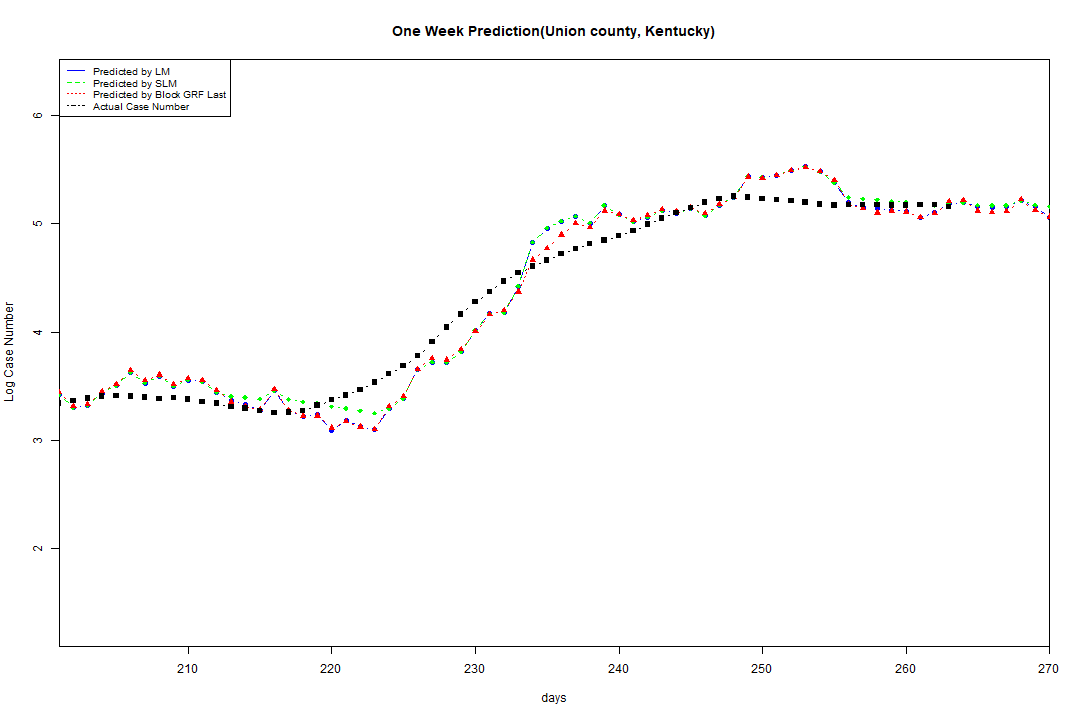 One Week Prediction(Union county, Kentucky)
Predicted by LM
Predicted by SLM
Predicted by Block GRF Last
Actual Case Number
6
5
4
3
2
Log Case Number
210 220 230 240 250 260 270
days